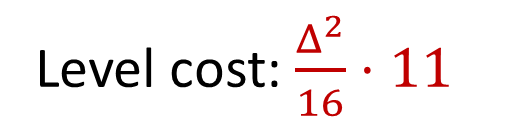 Level cost: Δ²/16 · 11